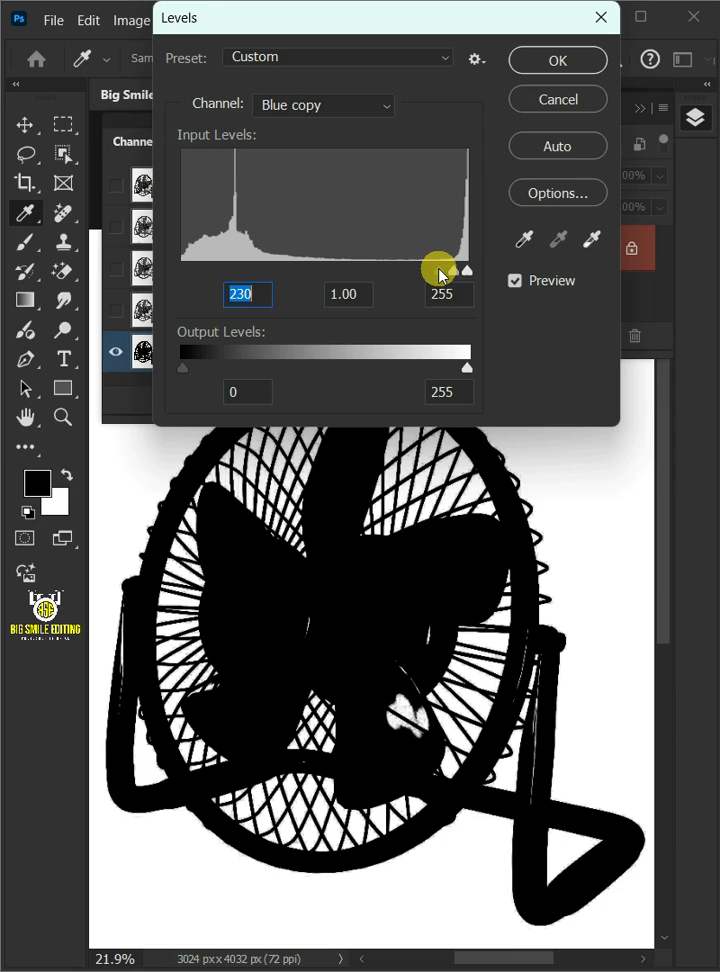 Levels
Ps File Edit Image
Sam
Preset: Custom
OK
Channel: Blue copy
Cancel
Big Smile
Input Levels:
Channe
Auto
00%
Options...
00%
Preview
230 1.00 255
Output Levels:
0 255
BIG SMILE EDITING
21.9% 3024 px x 4032 px (72 ppi)